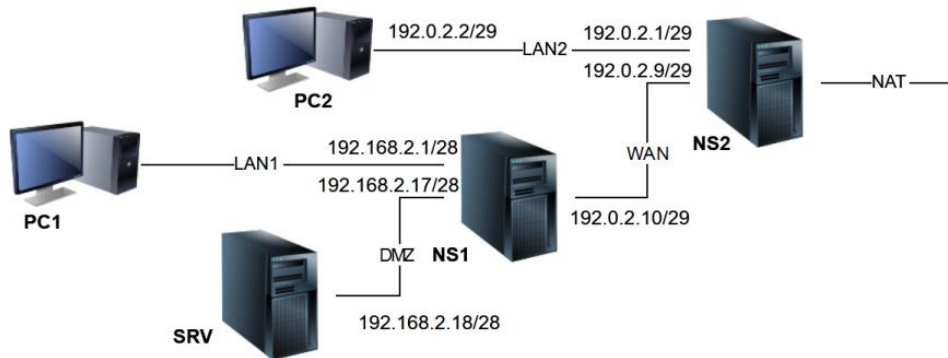 192.0.2.2/29
LAN2
192.0.2.1/29
192.0.2.9/29
NAT
PC2
NS2
LAN1
192.168.2.1/28
192.168.2.17/28
WAN
PC1
192.0.2.10/29
DMZ
NS1
SRV
192.168.2.18/28